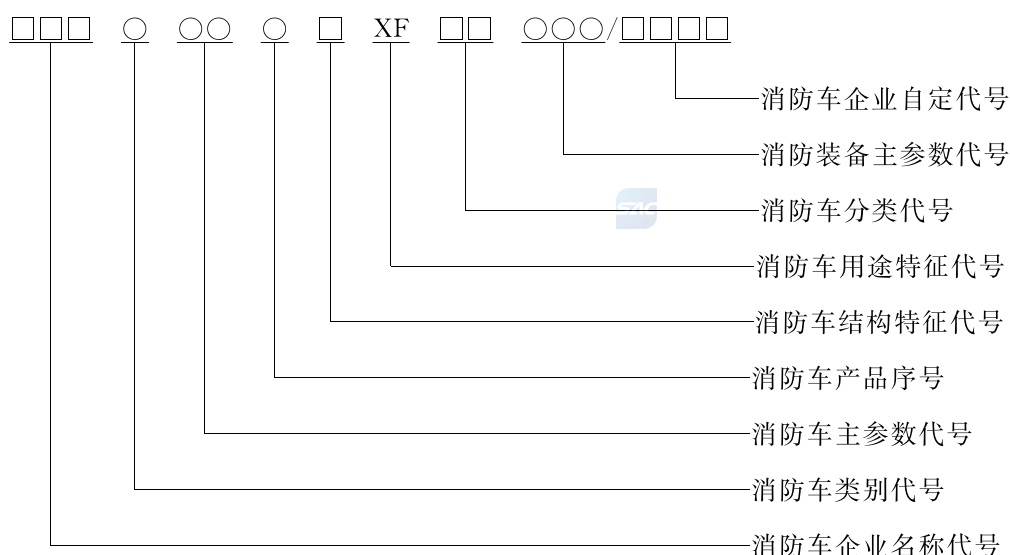 □□□ ○ ○○ ○ □ XF □□ ○○○/□□□□
消防车企业自定代号
消防装备主参数代号
SAC
消防车分类代号
消防车用途特征代号
消防车结构特征代号
消防车产品序号
消防车主参数代号
消防车类别代号
消防车企业名称代号